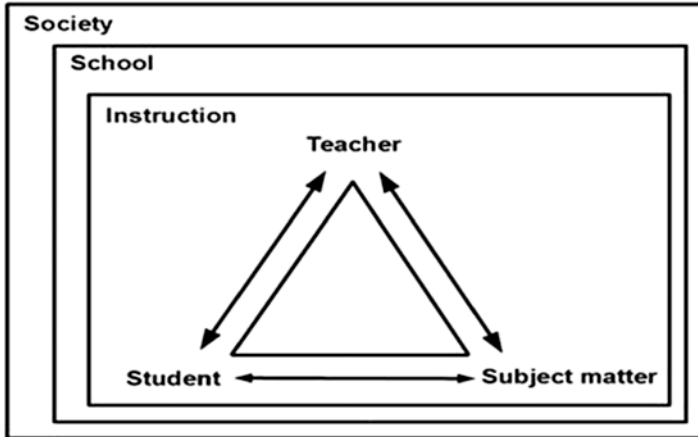 Society
School
Instruction
Teacher
Student
Subject matter